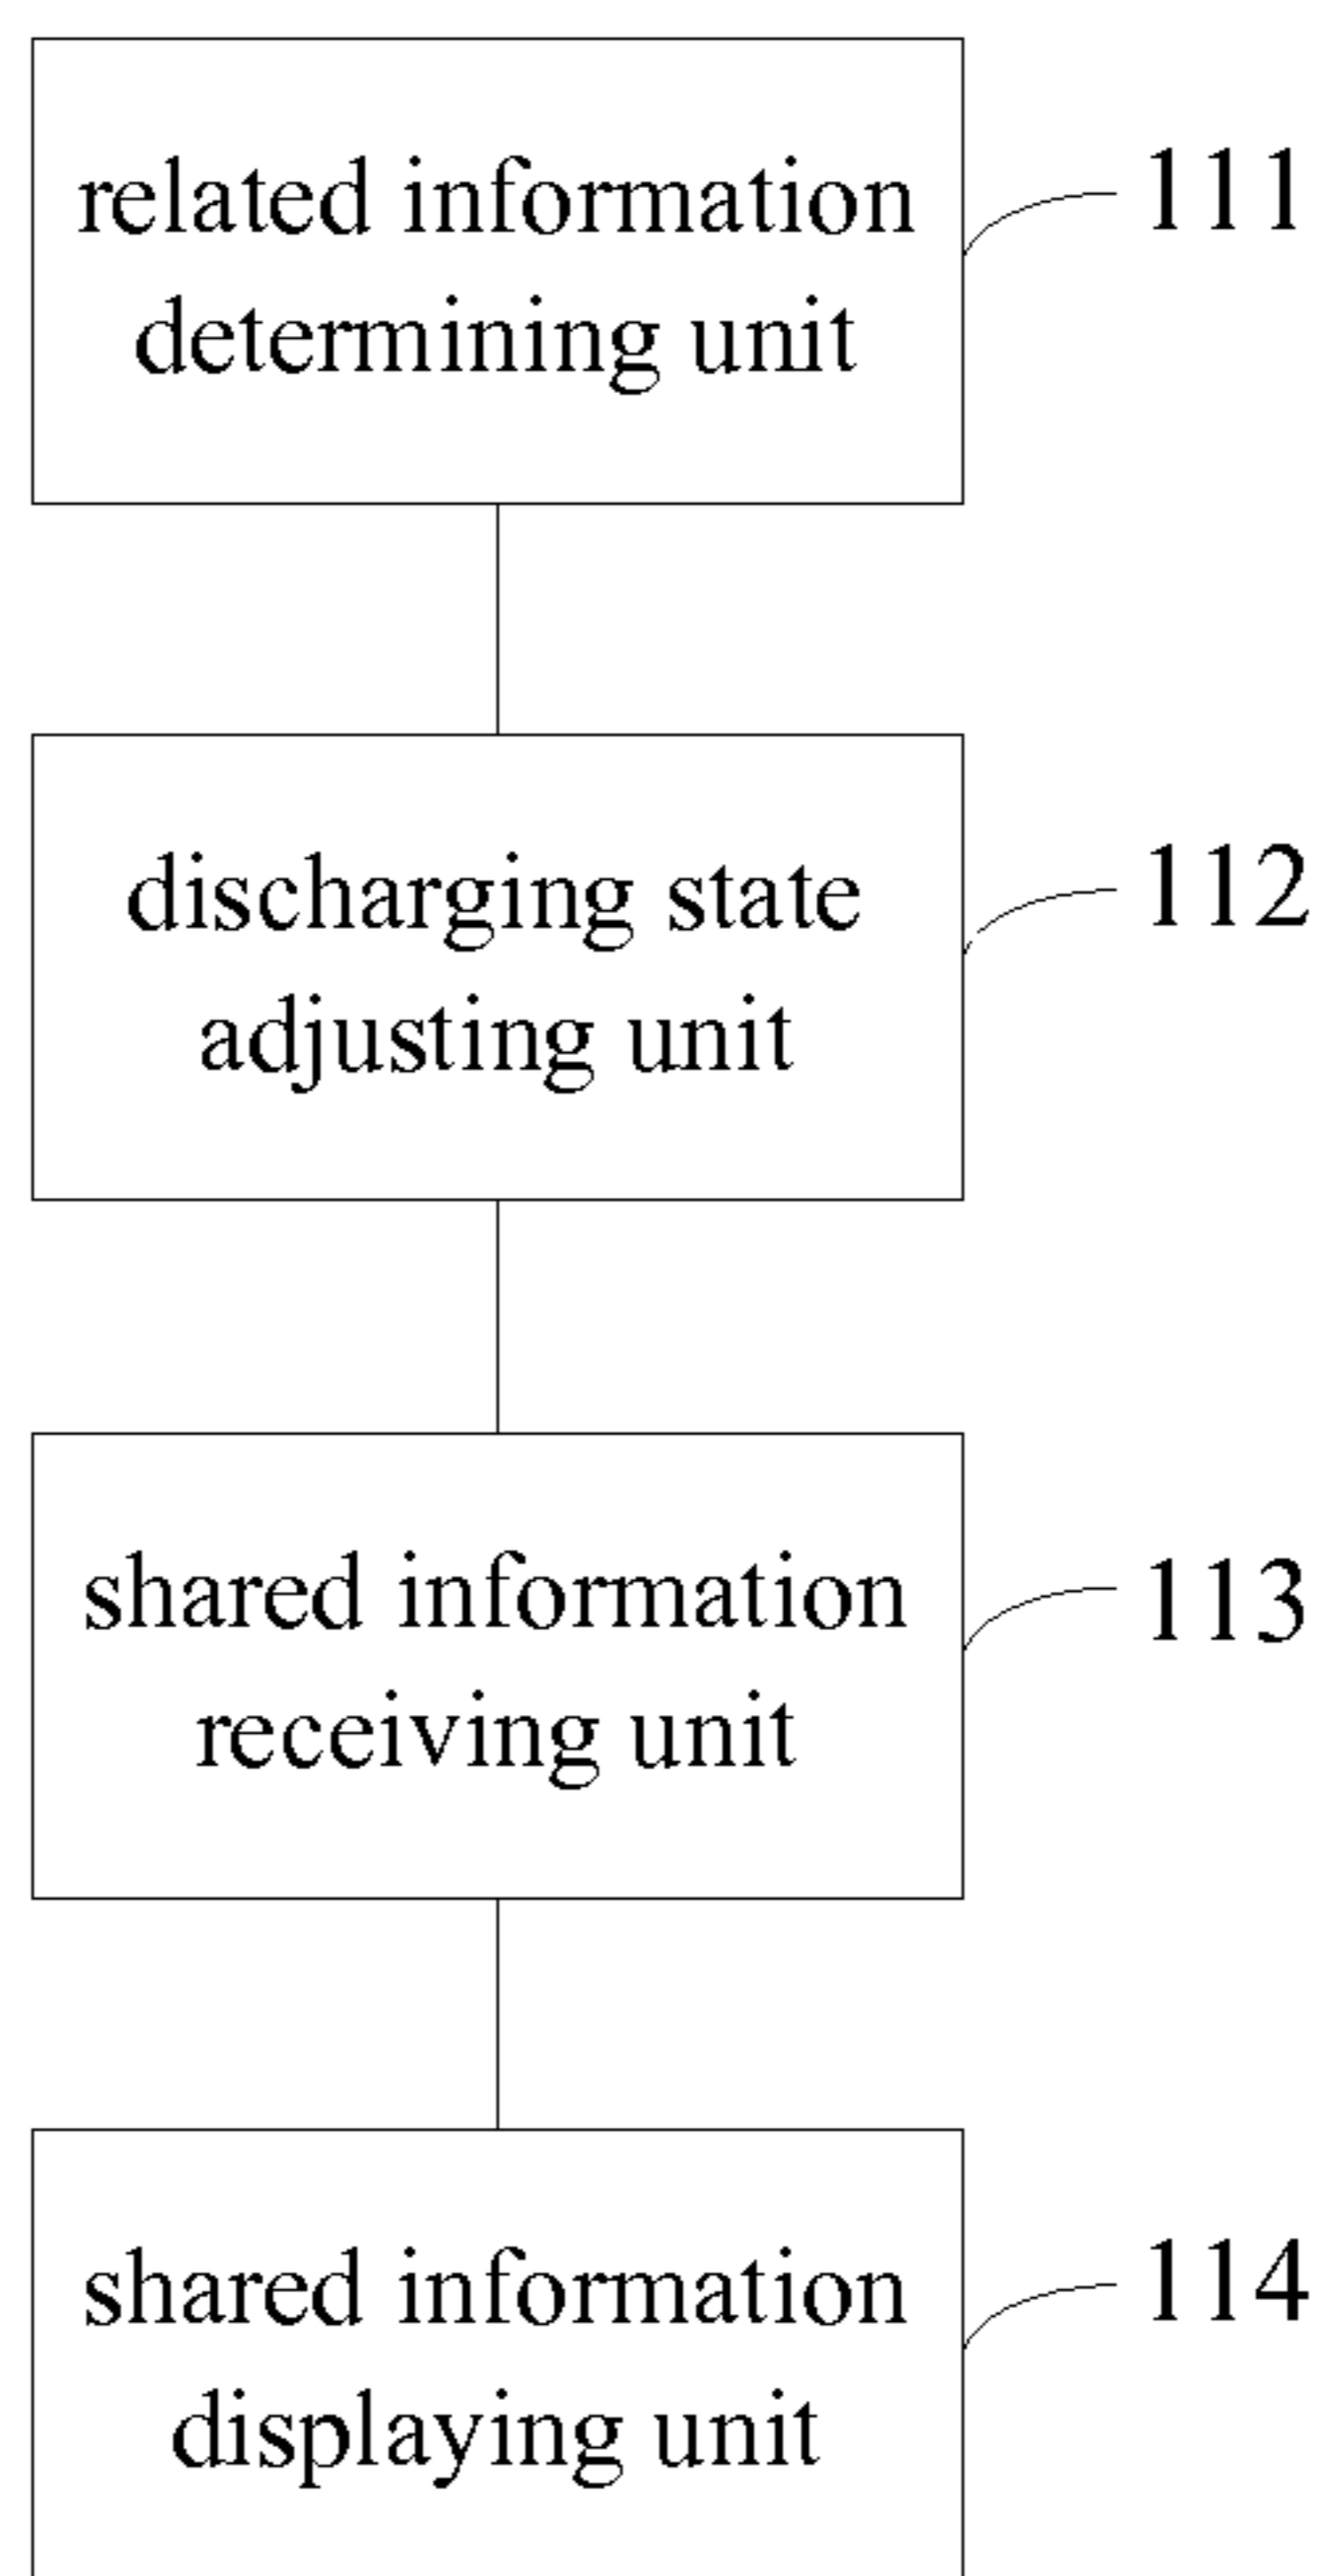 related information
determining unit
111
discharging state
adjusting unit
112
shared information
receiving unit
113
shared information
displaying unit
114